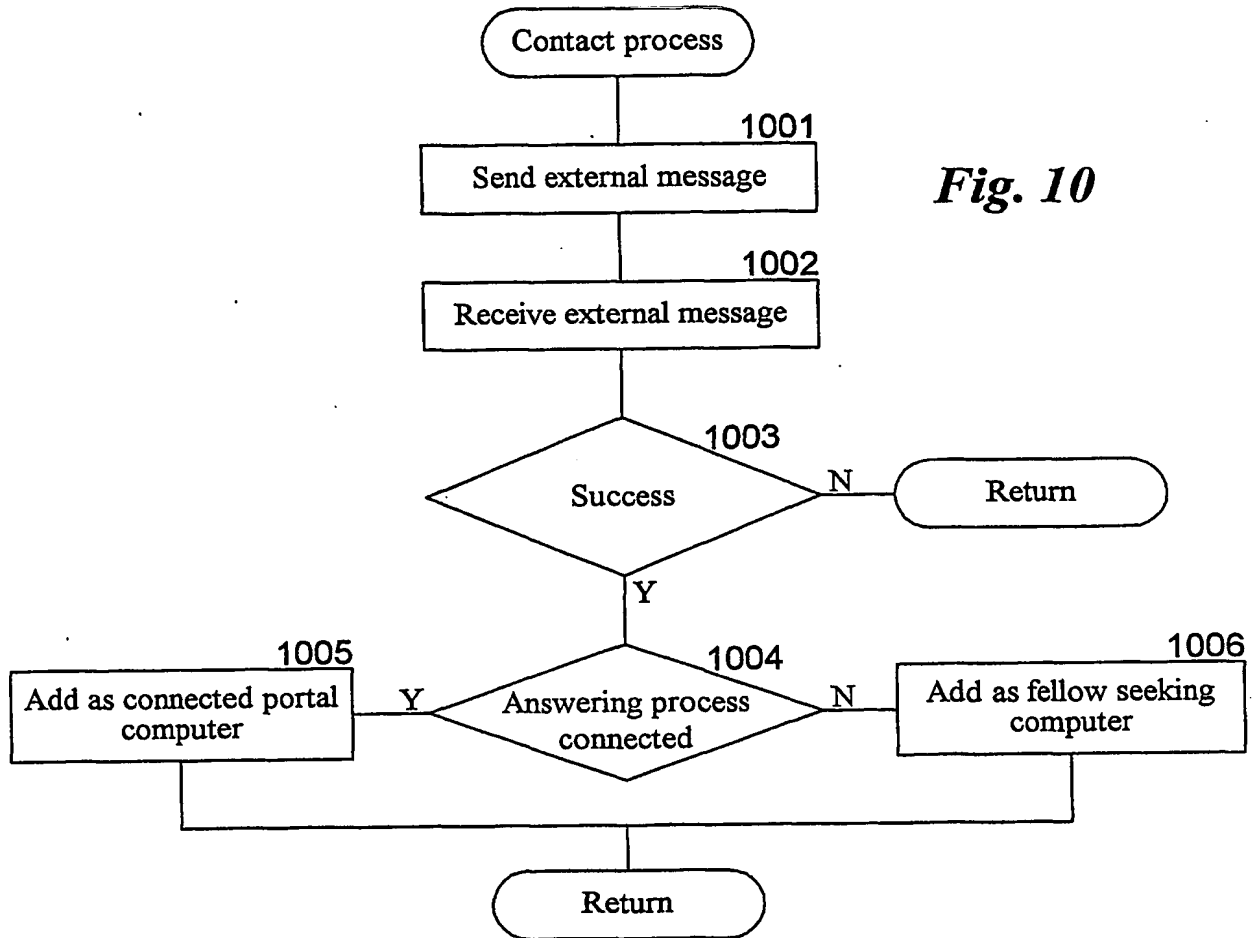 Contact process
1001
Send external message
Fig. 10
1002
Receive external message
1003
Success
N
Return
Y
1005
Add as connected portal
computer
Y
1004
Answering process
connected
N
1006
Add as fellow seeking
computer
Return